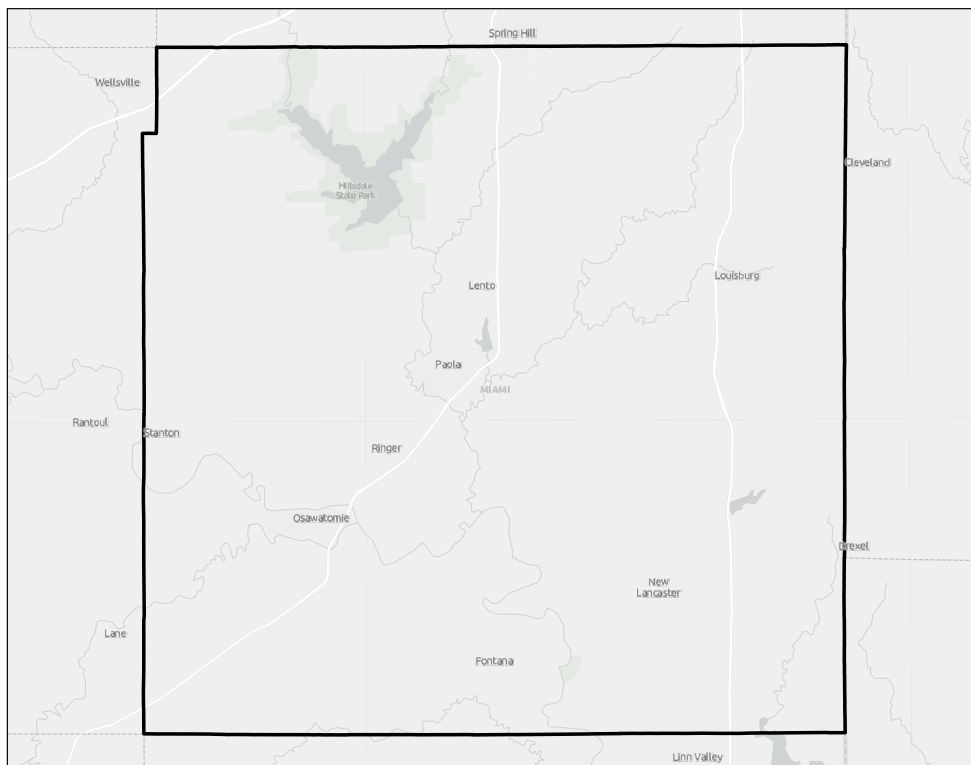 Spring Hill
Wellsville
Cleveland
Hillsdale
State Park
Louisburg
Lento
Paola
MIAMI
Rantoul
Stanton
Ringer
Osawatomie
Drexel
New
Lancaster
Lane
Fontana
Linn Valley